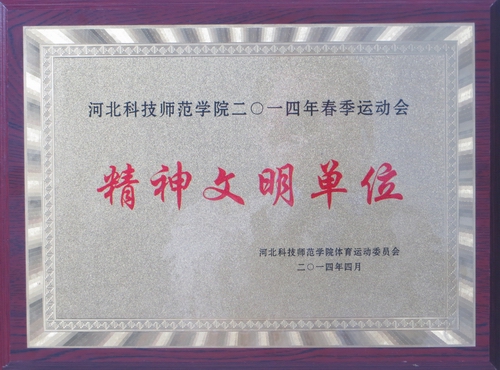 河北科技师范学院二〇一四年春季运动会
精神文明单位
河北科技师范学院体育运动委员会
二〇一四年四月